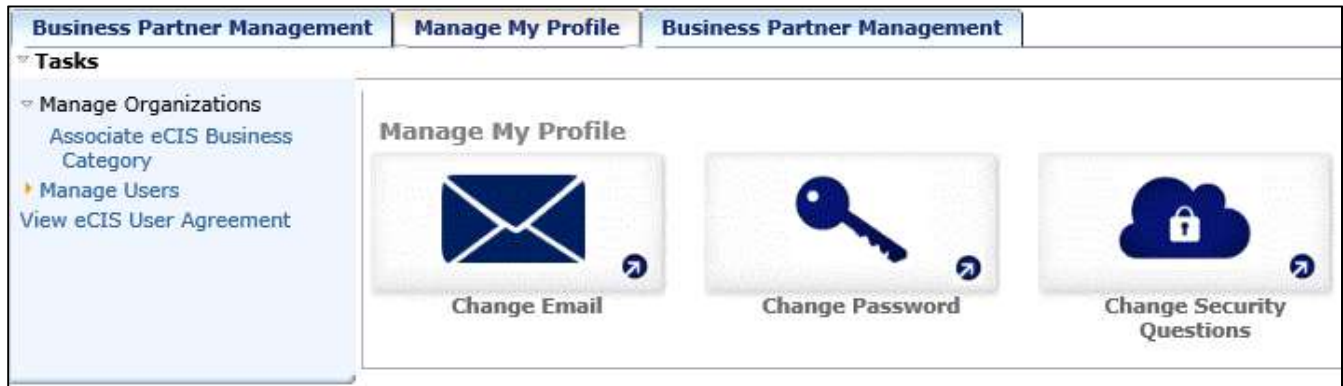 Business Partner Management Manage My Profile Business Partner Management
Tasks
Manage Organizations
Associate eCIS Business
Category
Manage Users
View eCIS User Agreement
Manage My Profile
Change Email
Change Password
Change Security
Questions